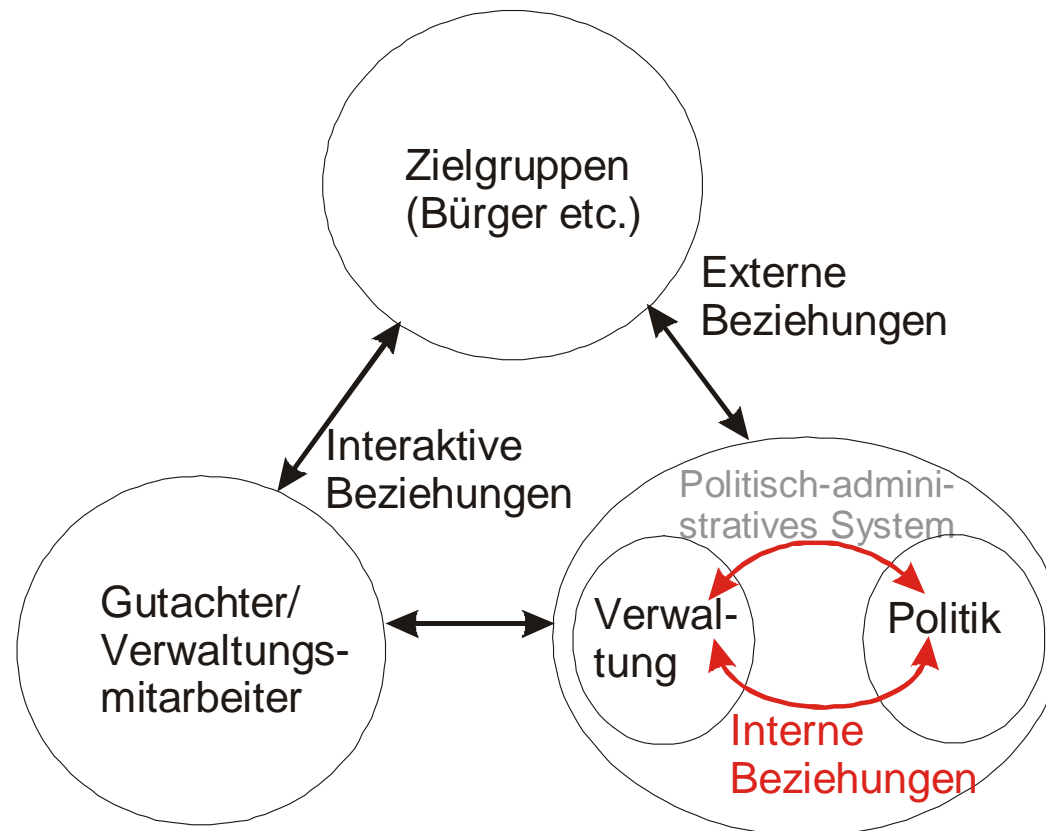 Zielgruppen
(Bürger etc.)
Externe
Beziehungen
Interaktive
Beziehungen
Politisch-admini-
stratives System
Gutachter/
Verwaltungs-
mitarbeiter
Verwal-
tung
Politik
Interne
Beziehungen